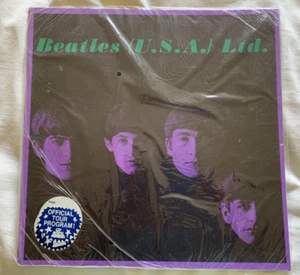 Beatles (U.S.A.) Ltd.
OFFICIAL
TOUR
PROGRAM!